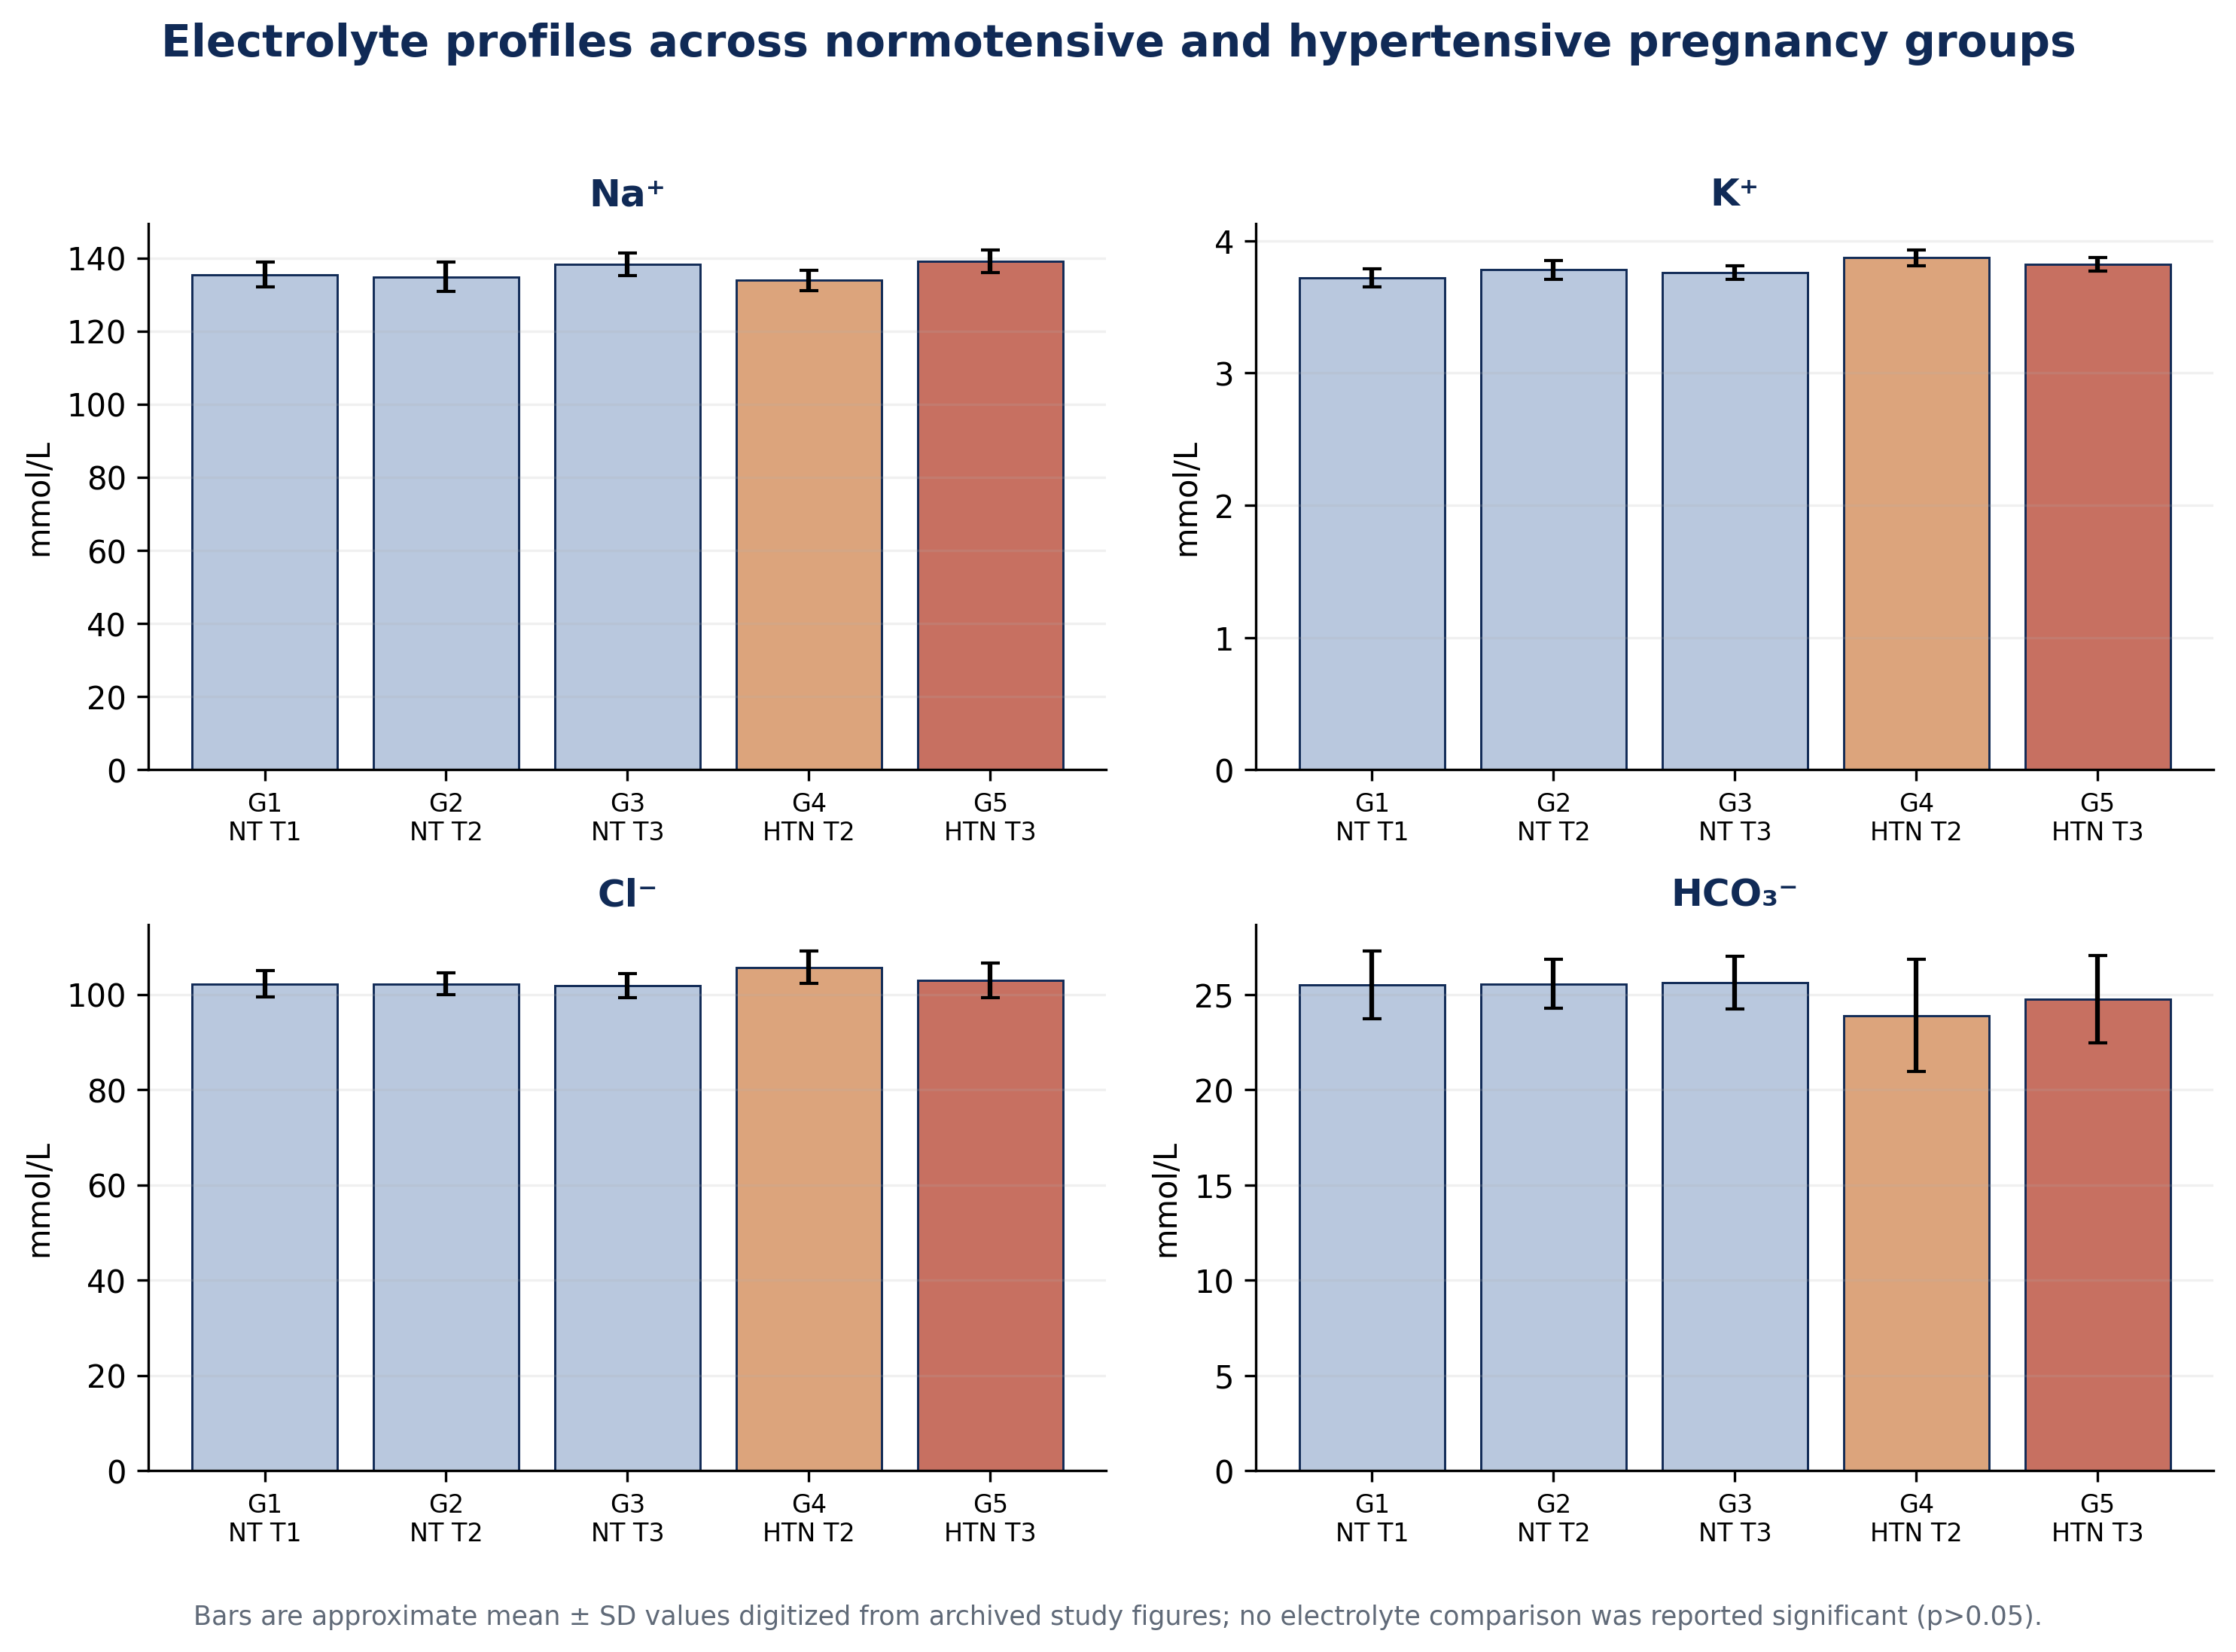 Electrolyte profiles across normotensive and hypertensive pregnancy groups
Na⁺
mmol/L
140
120
100
80
60
40
20
0
G1 G2 G3 G4 G5
NT T1 NT T2 NT T3 HTN T2 HTN T3
K⁺
mmol/L
4
3
2
1
0
G1 G2 G3 G4 G5
NT T1 NT T2 NT T3 HTN T2 HTN T3
Cl⁻
mmol/L
100
80
60
40
20
0
G1 G2 G3 G4 G5
NT T1 NT T2 NT T3 HTN T2 HTN T3
HCO₃⁻
mmol/L
25
20
15
10
5
0
G1 G2 G3 G4 G5
NT T1 NT T2 NT T3 HTN T2 HTN T3
Bars are approximate mean ± SD values digitized from archived study figures; no electrolyte comparison was reported significant (p>0.05).